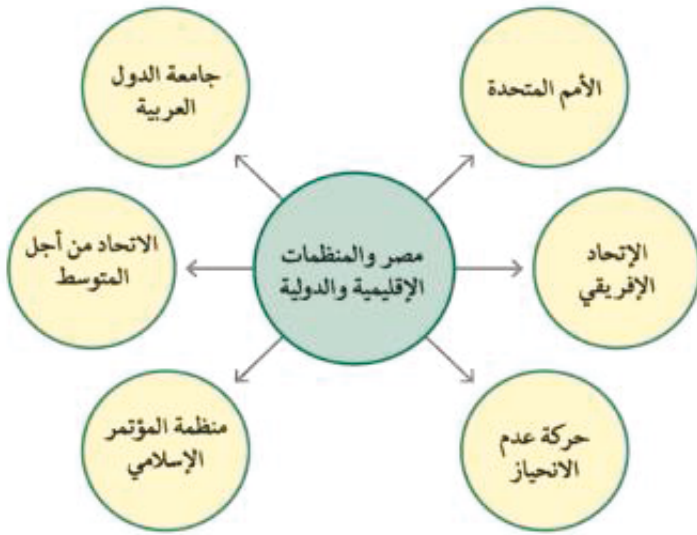 مصر والمنظمات
الإقليمية والدولية
الأمم المتحدة
جامعة الدول
العربية
الإتحاد
الإفريقي
الاتحاد من أجل
المتوسط
حركة عدم
الانحياز
منظمة المؤتمر
الإسلامي